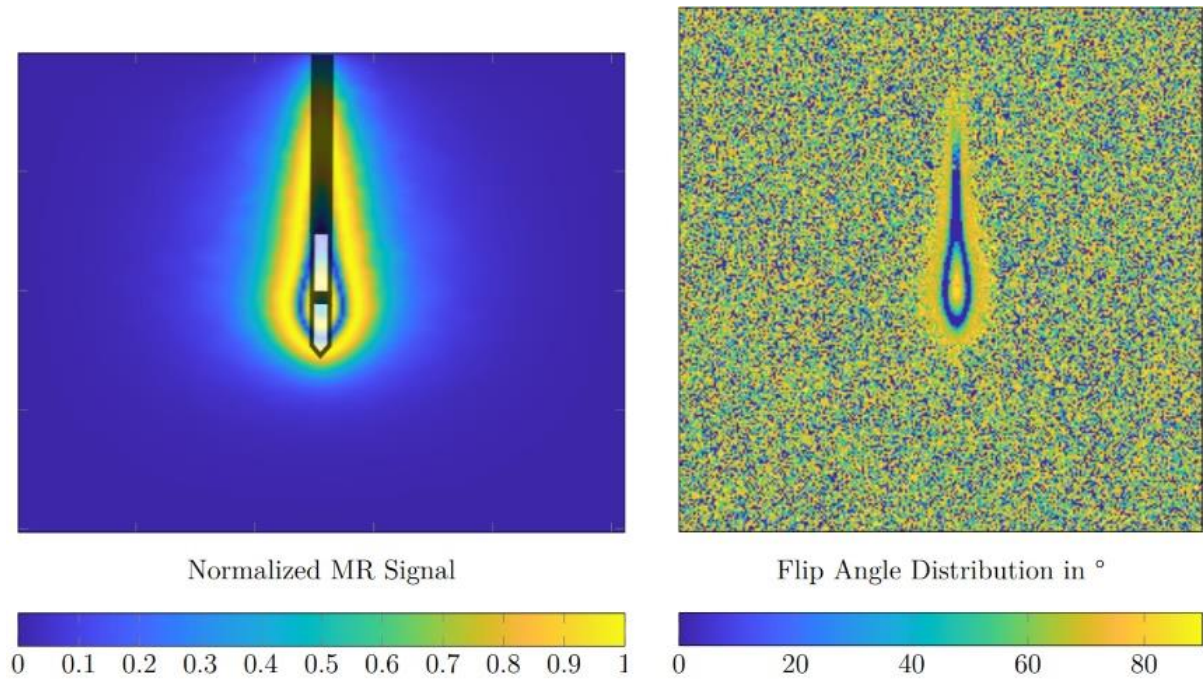 Normalized MR Signal
0 0.1 0.2 0.3 0.4 0.5 0.6 0.7 0.8 0.9 1
Flip Angle Distribution in °
0 20 40 60 80